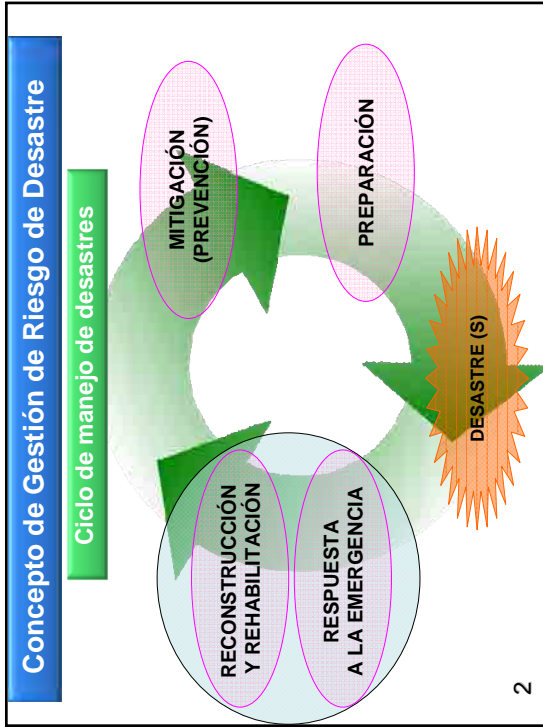 Concepto de Gestión de Riesgo de Desastre
Ciclo de manejo de desastres
MITIGACIÓN
(PREVENCIÓN)
PREPARACIÓN
DESASTRE (S)
RESPUESTA
A LA EMERGENCIA
RECONSTRUCCIÓN
Y REHABILITACIÓN
2